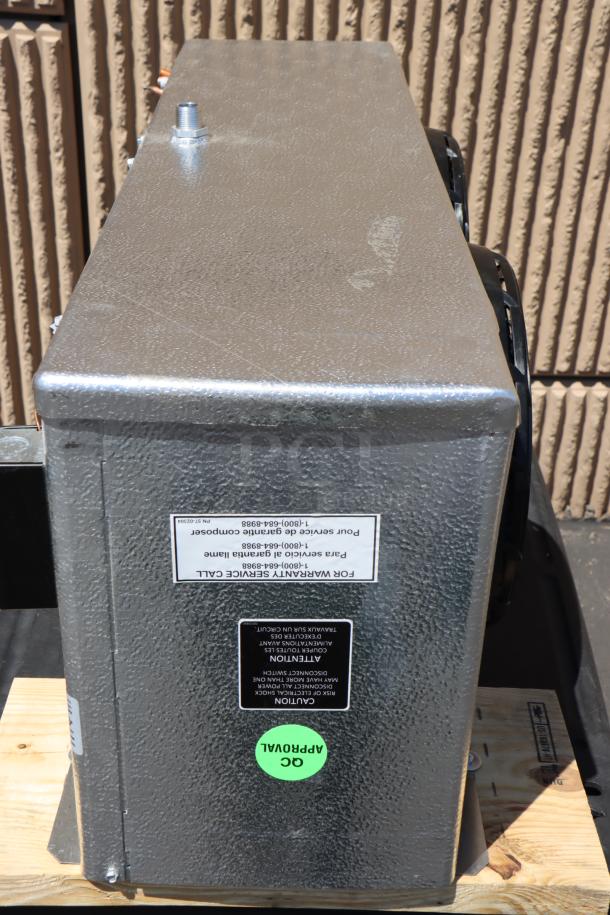 FOR WARRANTY SERVICE CALL
1-(800)-684-8988
Para servicio al garantia llame
1-(800)-684-8988
Pour service de garantie composer
1-(800)-684-8988
CAUTION
RISK OF ELECTRICAL SHOCK
DISCONNECT ALL POWER
MAY HAVE MORE THAN ONE
DISCONNECT SWITCH
ATTENTION
COUPER TOUTES LES
ALIMENTATIONS AVANT
D'EXECUTER DES
TRAVAUX SUR UN CIRCUIT.
QC
APPROVAL
PCI